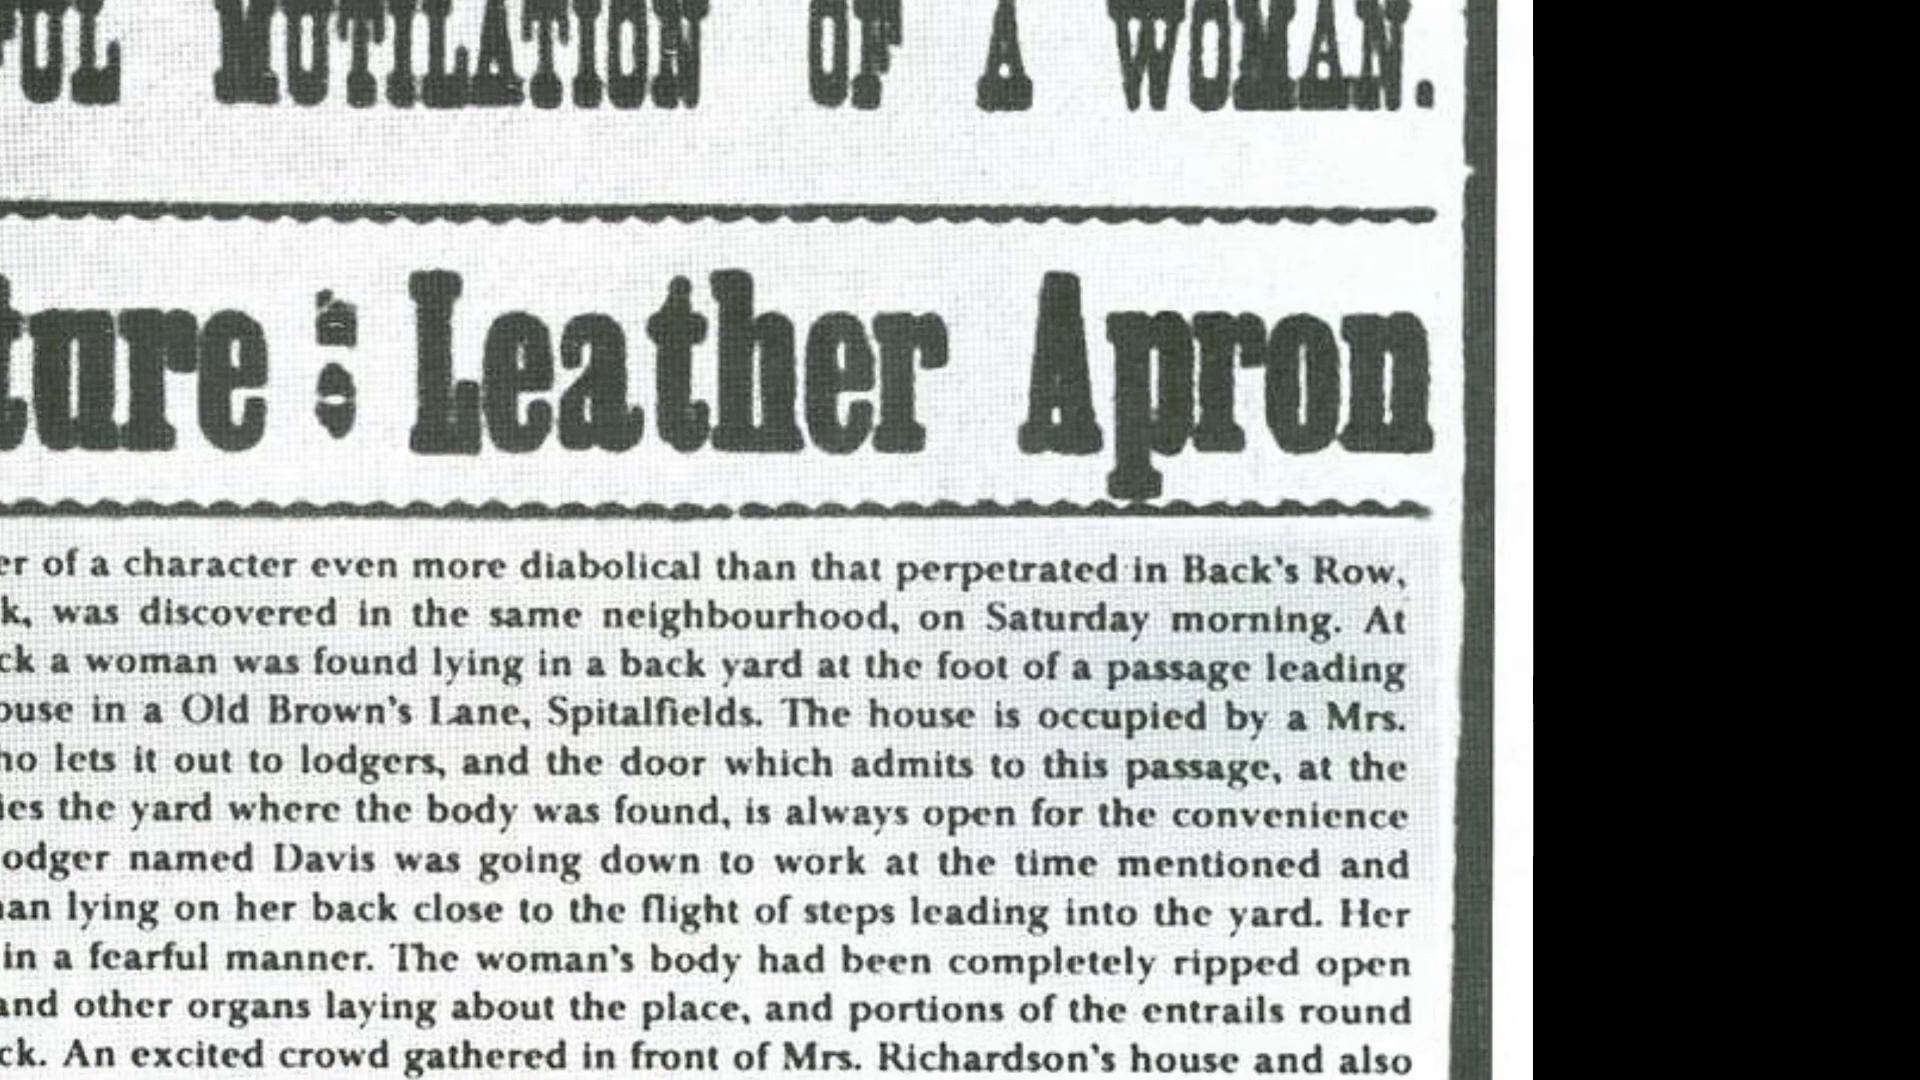 FUL MUTILATION OF A WOMAN.
ture OF Leather Apron
er of a character even more diabolical than that perpetrated in Back's Row,
k, was discovered in the same neighbourhood, on Saturday morning. At
ck a woman was found lying in a back yard at the foot of a passage leading
ouse in a Old Brown's Lane, Spitalfields. The house is occupied by a Mrs.
ho lets it out to lodgers, and the door which admits to this passage, at the
ies the yard where the body was found, is always open for the convenience
odger named Davis was going down to work at the time mentioned and
an lying on her back close to the flight of steps leading into the yard. Her
in a fearful manner. The woman's body had been completely ripped open
and other organs laying about the place, and portions of the entrails round
ck. An excited crowd gathered in front of Mrs. Richardson's house and also